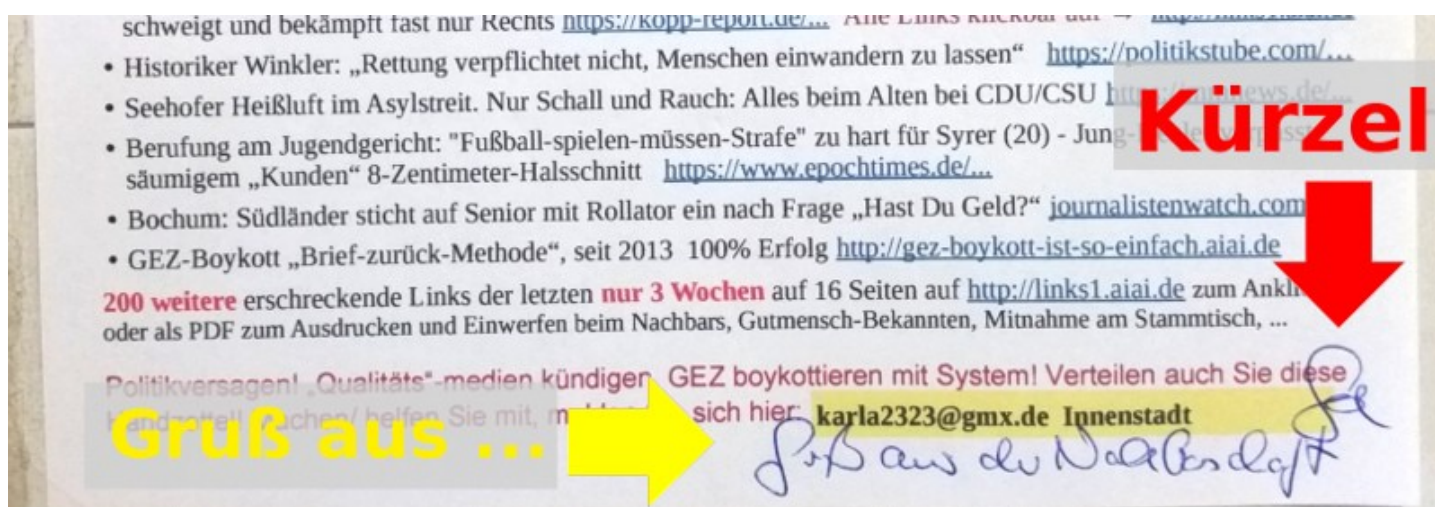 schweigt und bekämpft fast nur Rechts https://kopp-report.de/... Alle Links klickbar auf
• Historiker Winkler: „Rettung verpflichtet nicht, Menschen einwandern zu lassen“ https://politikstube.com/...
• Seehofer Heißluft im Asylstreit. Nur Schall und Rauch: Alles beim Alten bei CDU/CSU
Kürzel
• Berufung am Jugendgericht: "Fußball-spielen-müssen-Strafe" zu hart für Syrer (20) -
säumigem „Kunden“ 8-Zentimeter-Halsschnitt https://www.epochtimes.de/...
• Bochum: Südländer sticht auf Senior mit Rollator ein nach Frage „Hast Du Geld?“ journalistenwatch.com
• GEZ-Boykott „Brief-zurück-Methode“, seit 2013 100% Erfolg http://gez-boykott-ist-so-einfach.aiai.de
200 weitere erschreckende Links der letzten nur 3 Wochen auf 16 Seiten auf http://links1.aiai.de zum
oder als PDF zum Ausdrucken und Einwerfen beim Nachbars, Gutmensch-Bekannten, Mitnahme am Stammtisch, ...
Politikversagen! „Qualitäts“-medien kündigen, GEZ boykottieren mit System! Verteilen auch Sie diese
helfen Sie mit, sich hier: karla2323@gmx.de Innenstadt
Gruß aus ...
Gruß aus der Nachbarschaft